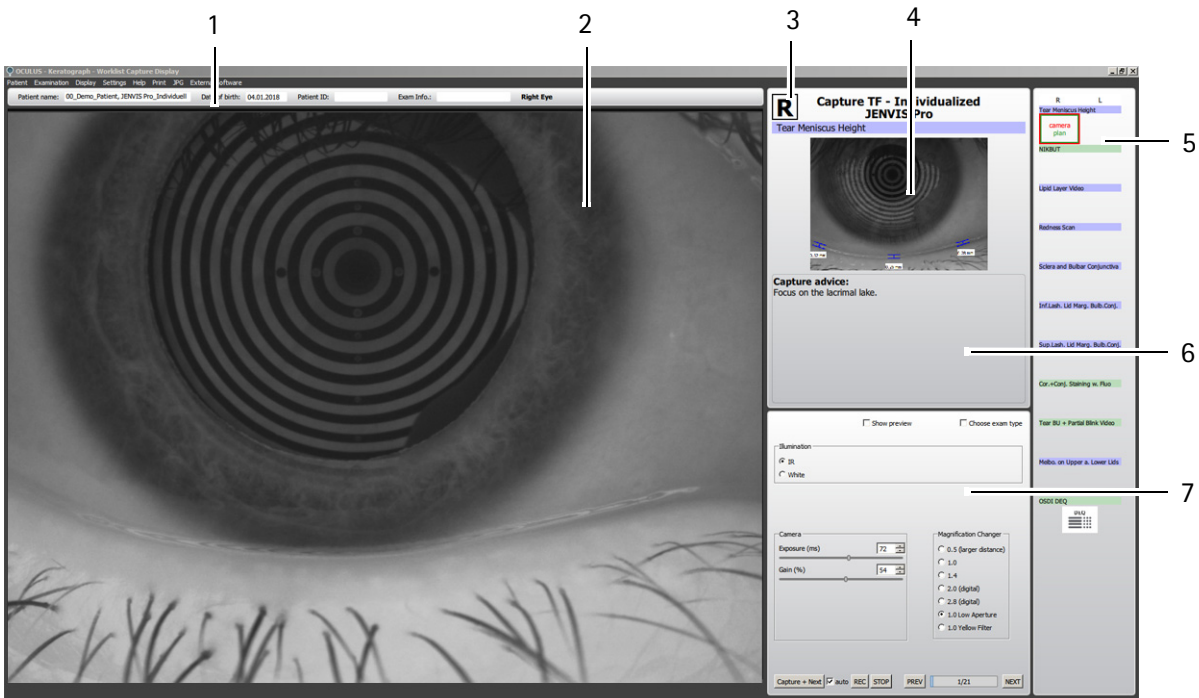 1
2
3
4
OCULUS - Keratograph - Worklist Capture Display
Patient Examination Display Settings Help Print JPG External software
Patient name: 00_Demo_Patient, JENVIS Pro_Individuell Date of birth: 04.01.2018 Patient ID: Exam Info.: Right Eye
R
Capture TF - Individualized
JENVIS Pro
Tear Meniscus Height
Capture advice:
Focus on the lacrimal lake.
R L
Tear Meniscus Height
camera
plan
5
NIKBUT
Lipid Layer Video
Redness Scan
Sclera and Bulbar Conjunctiva
Inf.Lash. Lid Marg. Bulb.Conj.
Sup.Lash. Lid Marg. Bulb.Conj.
6
Cor.+Conj. Staining w. Fluo
Tear BU + Partial Blink Video
Meibo. on Upper a. Lower Lids
7
OSDI DEQ
DEQ
Show preview Choose exam type
Illumination
IR
White
Camera
Exposure (ms) 72
Gain (%) 54
Magnification Changer
0.5 (larger distance)
1.0
1.4
2.0 (digital)
2.8 (digital)
1.0 Low Aperture
1.0 Yellow Filter
Capture + Next auto REC STOP PREV 1/21 NEXT